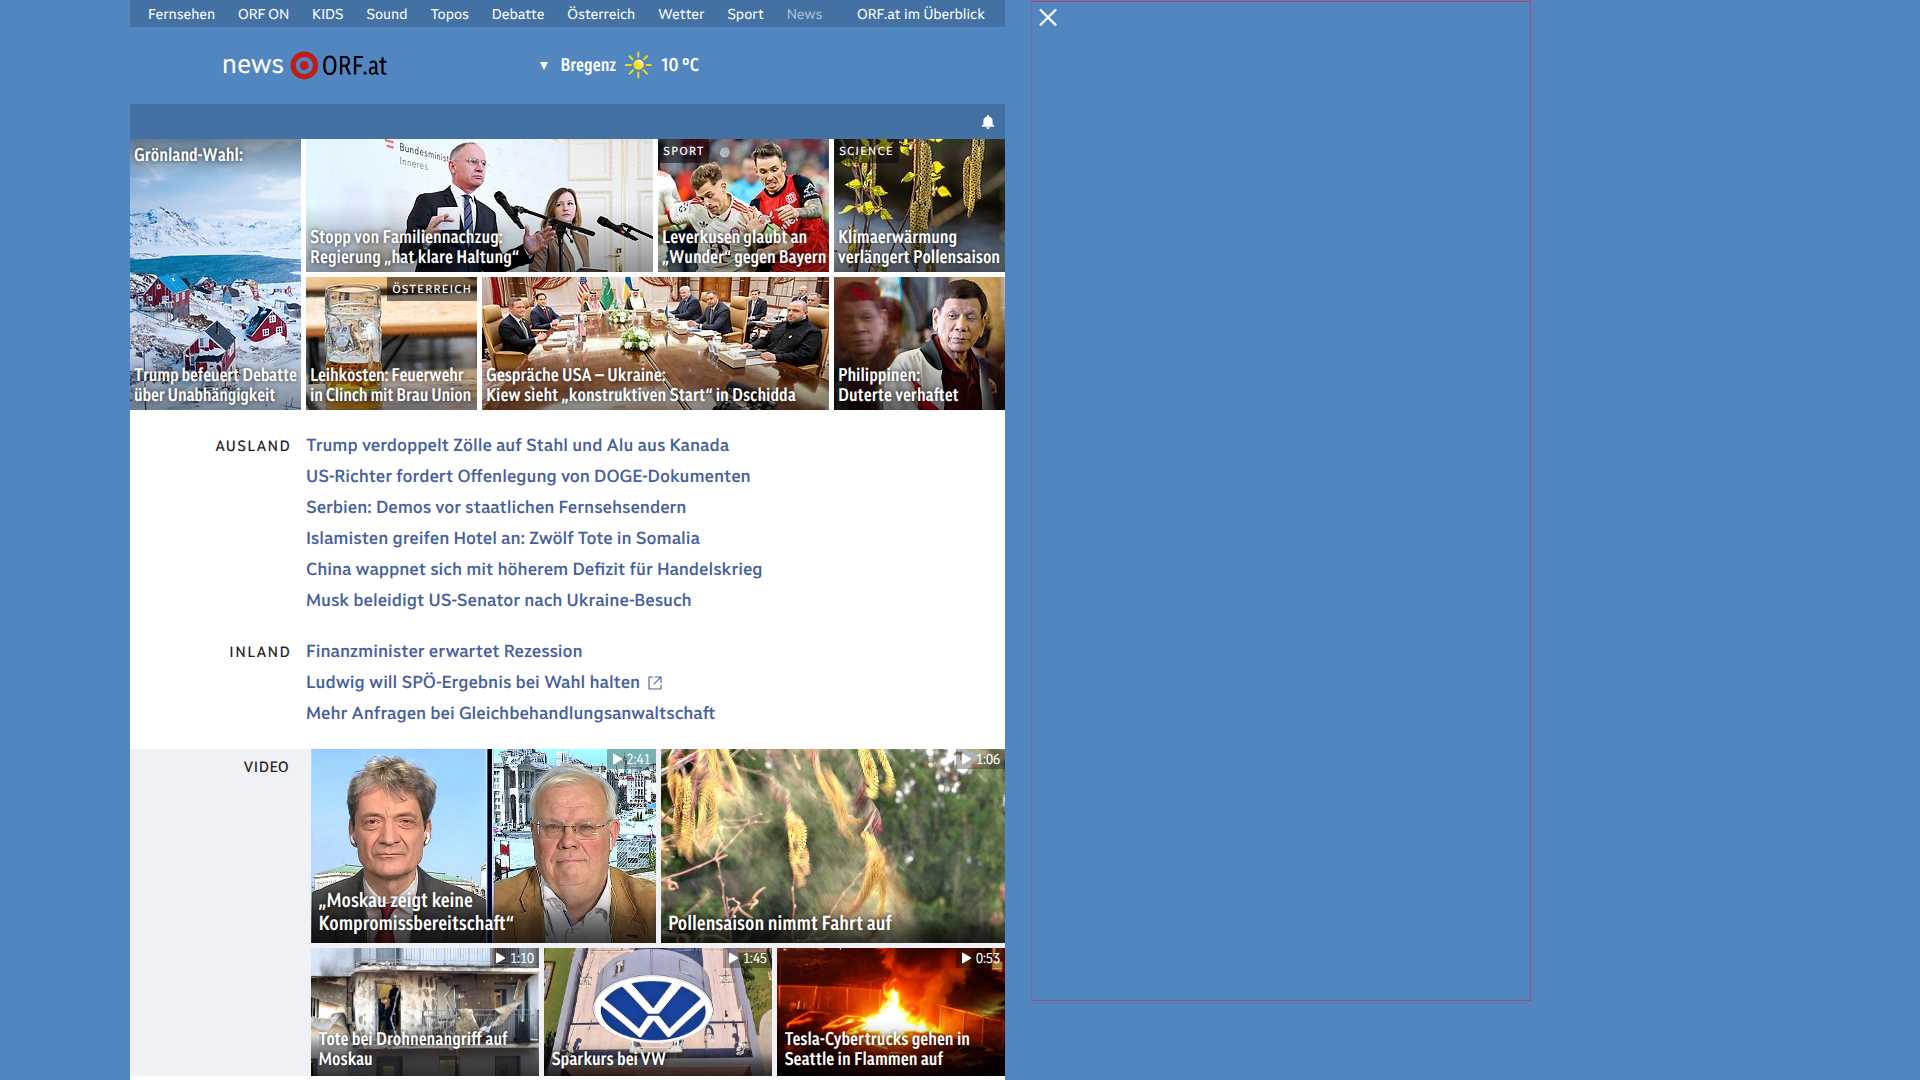 Fernsehen ORF ON KIDS Sound Topos Debatte Österreich Wetter Sport News ORF.at im Überblick
news ORF.at
Bregenz 10 °C
Grönland-Wahl:
Trump befeuert Debatte
über Unabhängigkeit
Bundesminist
Inneres
Stopp von Familiennachzug:
Regierung „hat klare Haltung“
SPORT
Leverkusen glaubt an
„Wunder“ gegen Bayern
SCIENCE
Klimaerwärmung
verlängert Pollensaison
ÖSTERREICH
Leihkosten: Feuerwehr
in Clinch mit Brau Union
Gespräche USA – Ukraine:
Kiew sieht „konstruktiven Start“ in Dschidda
Philippinen:
Duterte verhaftet
AUSLAND
Trump verdoppelt Zölle auf Stahl und Alu aus Kanada
US-Richter fordert Offenlegung von DOGE-Dokumenten
Serbien: Demos vor staatlichen Fernsehsendern
Islamisten greifen Hotel an: Zwölf Tote in Somalia
China wappnet sich mit höherem Defizit für Handelskrieg
Musk beleidigt US-Senator nach Ukraine-Besuch
INLAND
Finanzminister erwartet Rezession
Ludwig will SPÖ-Ergebnis bei Wahl halten
Mehr Anfragen bei Gleichbehandlungsanwaltschaft
VIDEO
2:41
„Moskau zeigt keine
Kompromissbereitschaft“
1:06
Pollensaison nimmt Fahrt auf
1:10
Tote bei Drohnenangriff auf
Moskau
1:45
Sparkurs bei VW
0:53
Tesla-Cybertrucks gehen in
Seattle in Flammen auf